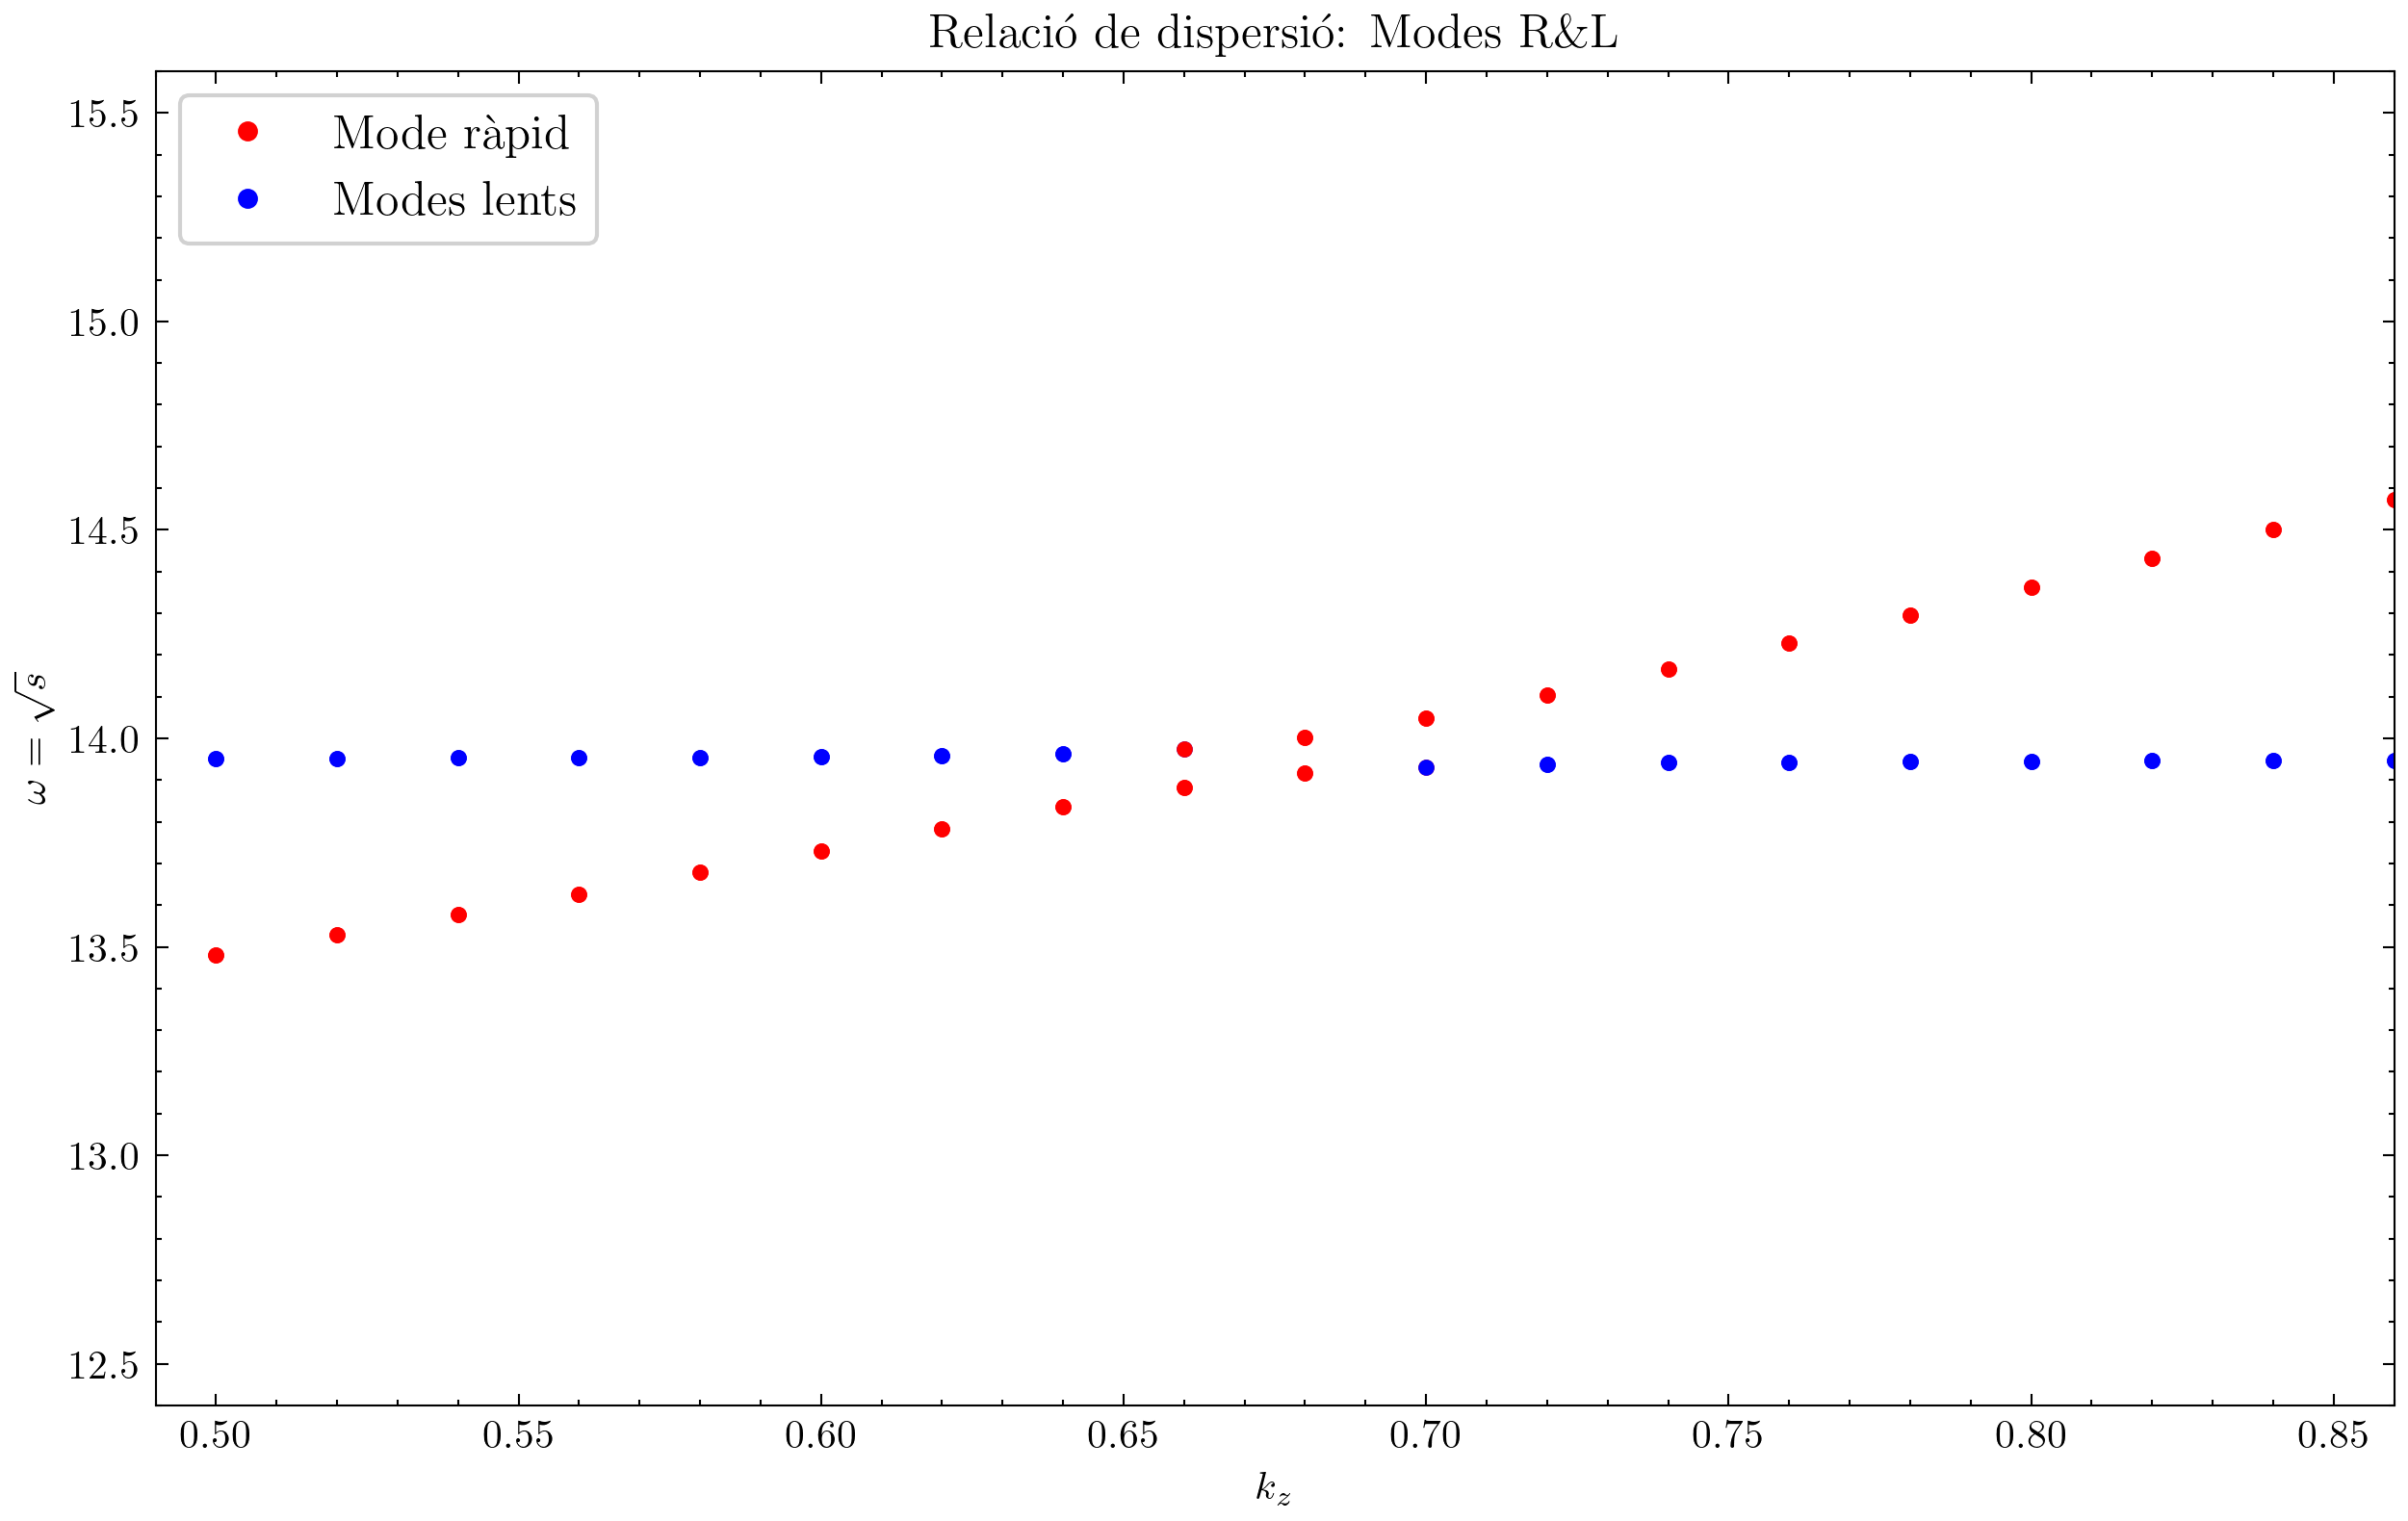 Relació de dispersió: Modes R&L
Mode ràpid
Modes lents
15.5
15.0
14.5
14.0
13.5
13.0
12.5
ω = √s
0.50 0.55 0.60 0.65 0.70 0.75 0.80 0.85
k_z